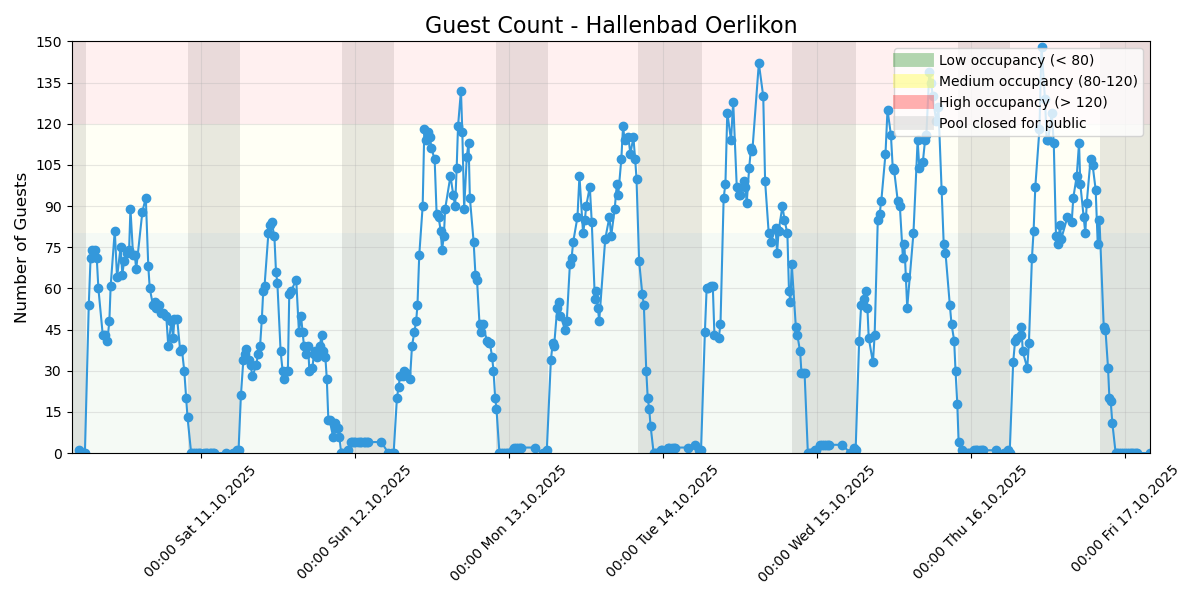 Guest Count - Hallenbad Oerlikon
Number of Guests
150
135
120
105
90
75
60
45
30
15
0
Low occupancy (< 80)
Medium occupancy (80-120)
High occupancy (> 120)
Pool closed for public
00:00 Sat 11.10.2025
00:00 Sun 12.10.2025
00:00 Mon 13.10.2025
00:00 Tue 14.10.2025
00:00 Wed 15.10.2025
00:00 Thu 16.10.2025
00:00 Fri 17.10.2025